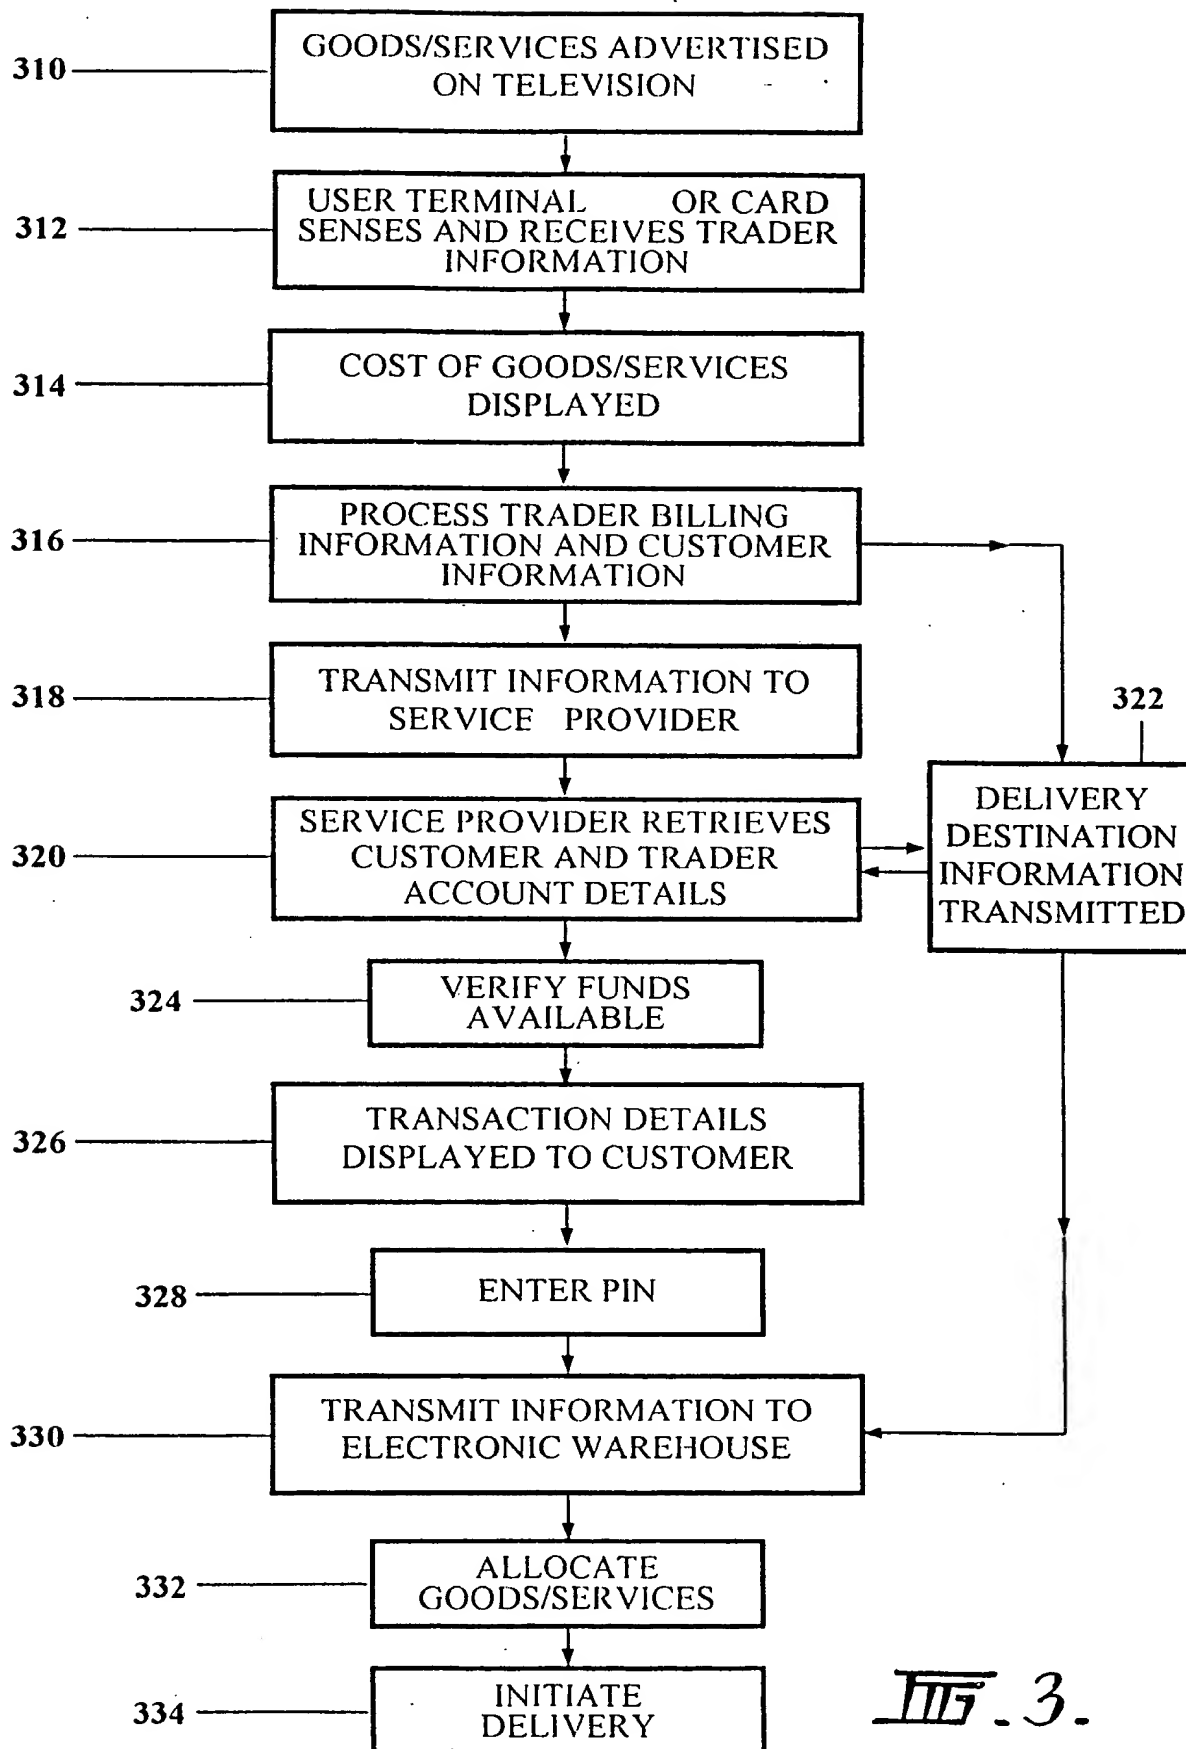 310
GOODS/SERVICES ADVERTISED
ON TELEVISION
312
USER TERMINAL OR CARD
SENSES AND RECEIVES TRADER
INFORMATION
314
COST OF GOODS/SERVICES
DISPLAYED
316
PROCESS TRADER BILLING
INFORMATION AND CUSTOMER
INFORMATION
318
TRANSMIT INFORMATION TO
SERVICE PROVIDER
322
DELIVERY
DESTINATION
INFORMATION
TRANSMITTED
320
SERVICE PROVIDER RETRIEVES
CUSTOMER AND TRADER
ACCOUNT DETAILS
324
VERIFY FUNDS
AVAILABLE
326
TRANSACTION DETAILS
DISPLAYED TO CUSTOMER
328
ENTER PIN
330
TRANSMIT INFORMATION TO
ELECTRONIC WAREHOUSE
332
ALLOCATE
GOODS/SERVICES
334
INITIATE
DELIVERY
FIG. 3.